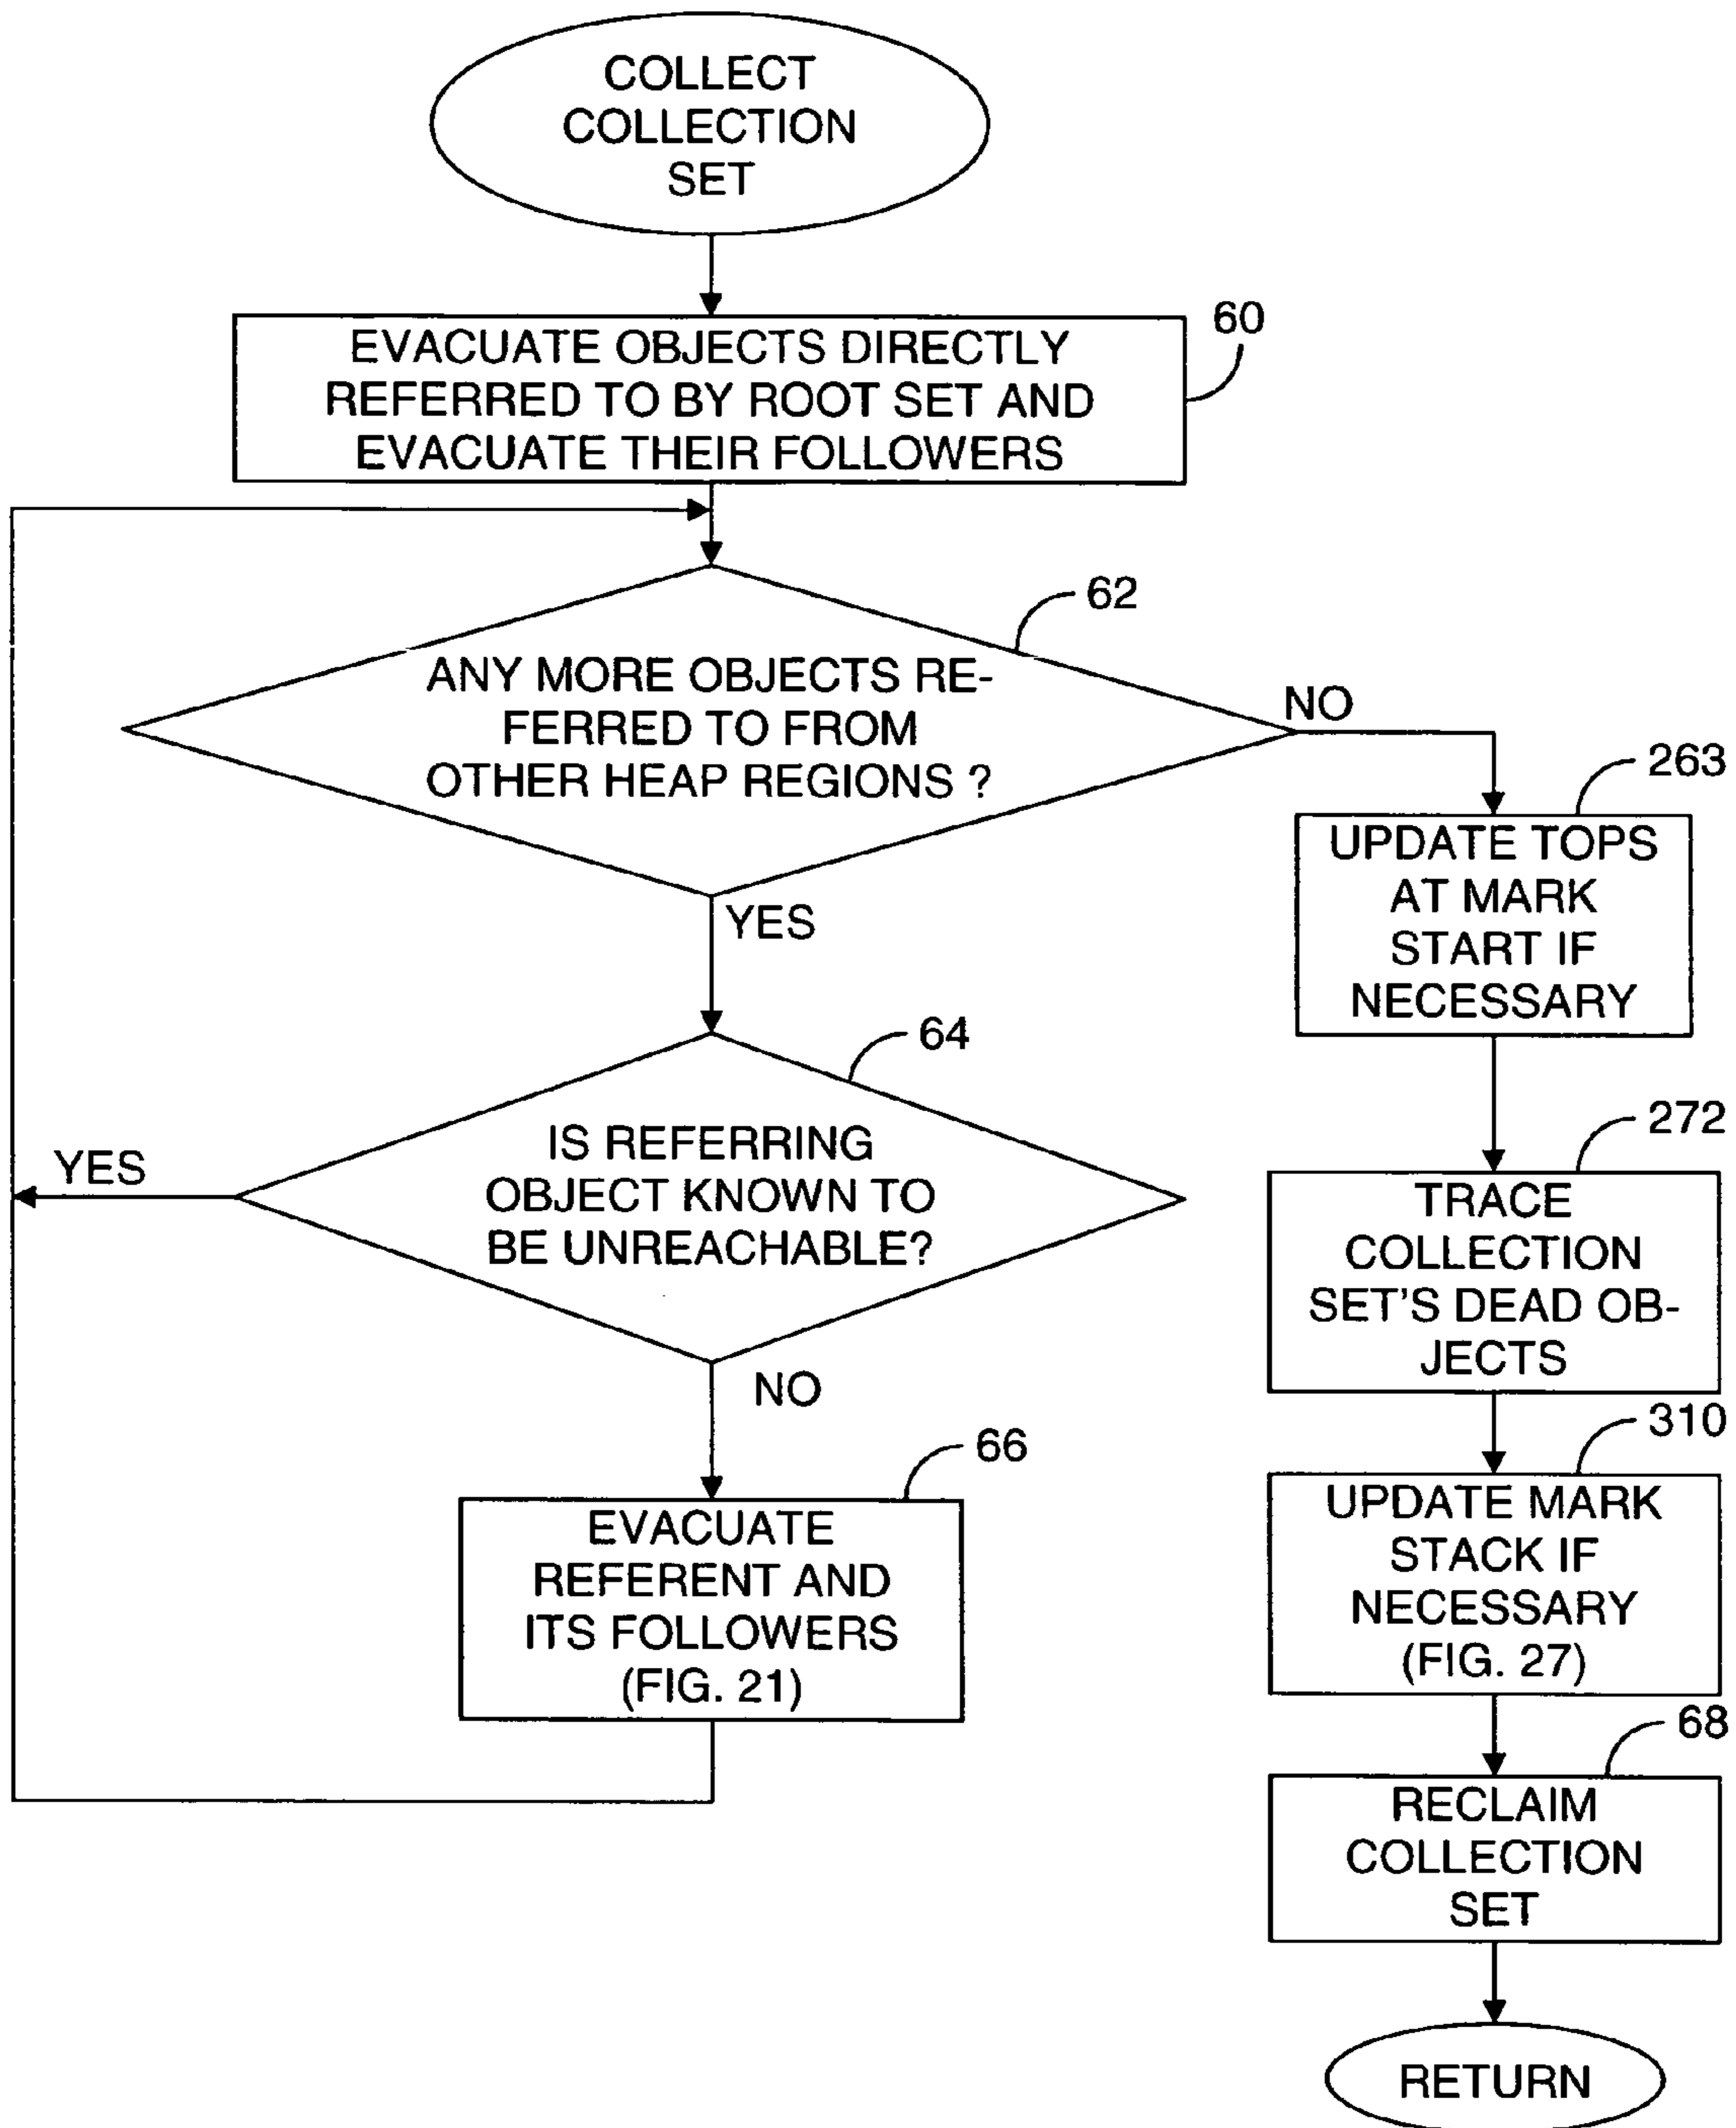 COLLECT
COLLECTION
SET
EVACUATE OBJECTS DIRECTLY
REFERRED TO BY ROOT SET AND
EVACUATE THEIR FOLLOWERS
60
ANY MORE OBJECTS RE-
FERRED TO FROM
OTHER HEAP REGIONS ?
62
NO
YES
IS REFERRING
OBJECT KNOWN TO
BE UNREACHABLE?
64
YES
NO
EVACUATE
REFERENT AND
ITS FOLLOWERS
(FIG. 21)
66
UPDATE TOPS
AT MARK
START IF
NECESSARY
263
TRACE
COLLECTION
SET'S DEAD OB-
JECTS
272
UPDATE MARK
STACK IF
NECESSARY
(FIG. 27)
310
RECLAIM
COLLECTION
SET
68
RETURN